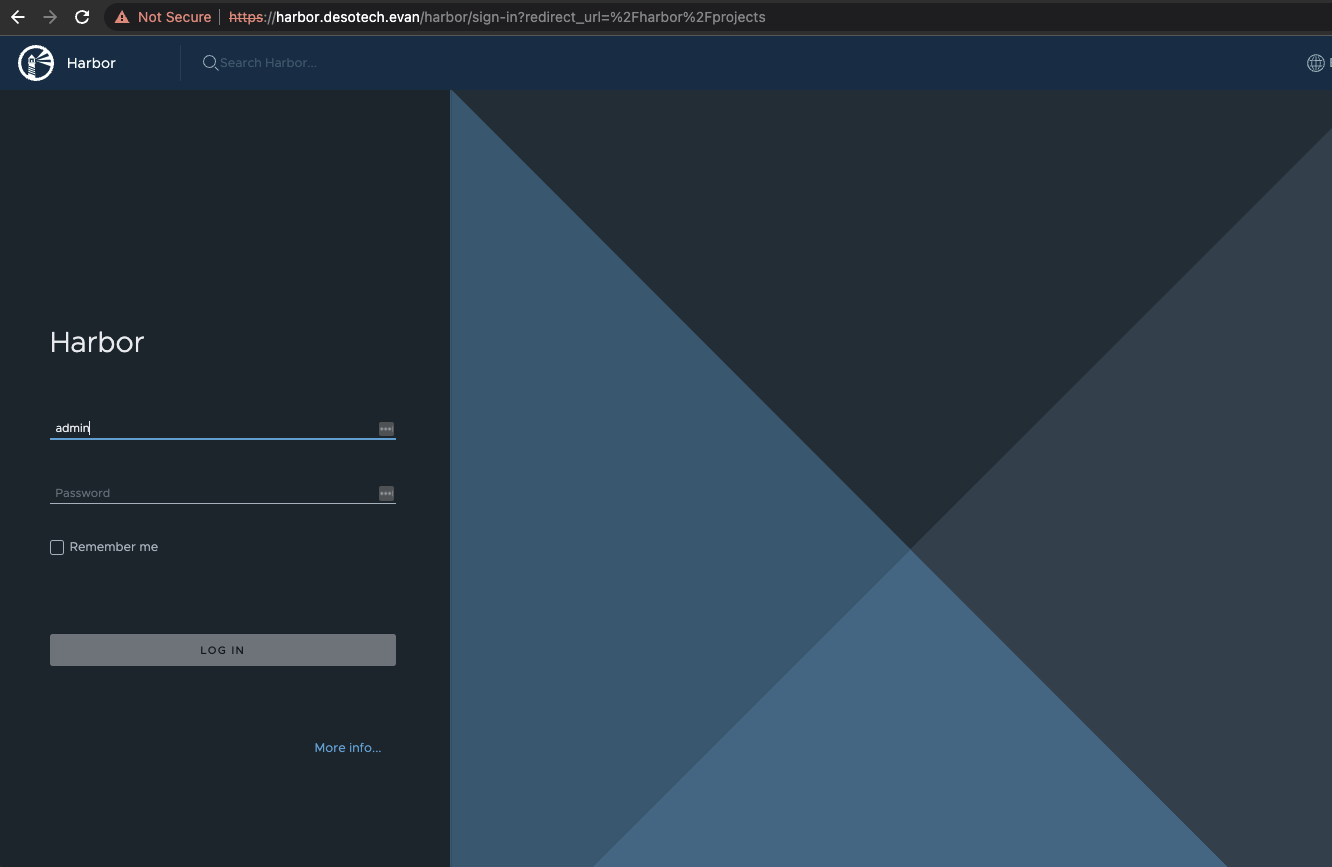 Not Secure https://harbor.desotech.evan/harbor/sign-in?redirect_url=%2Fharbor%2Fprojects
Harbor Search Harbor...
Harbor
admin
Password
Remember me
LOG IN
More info...